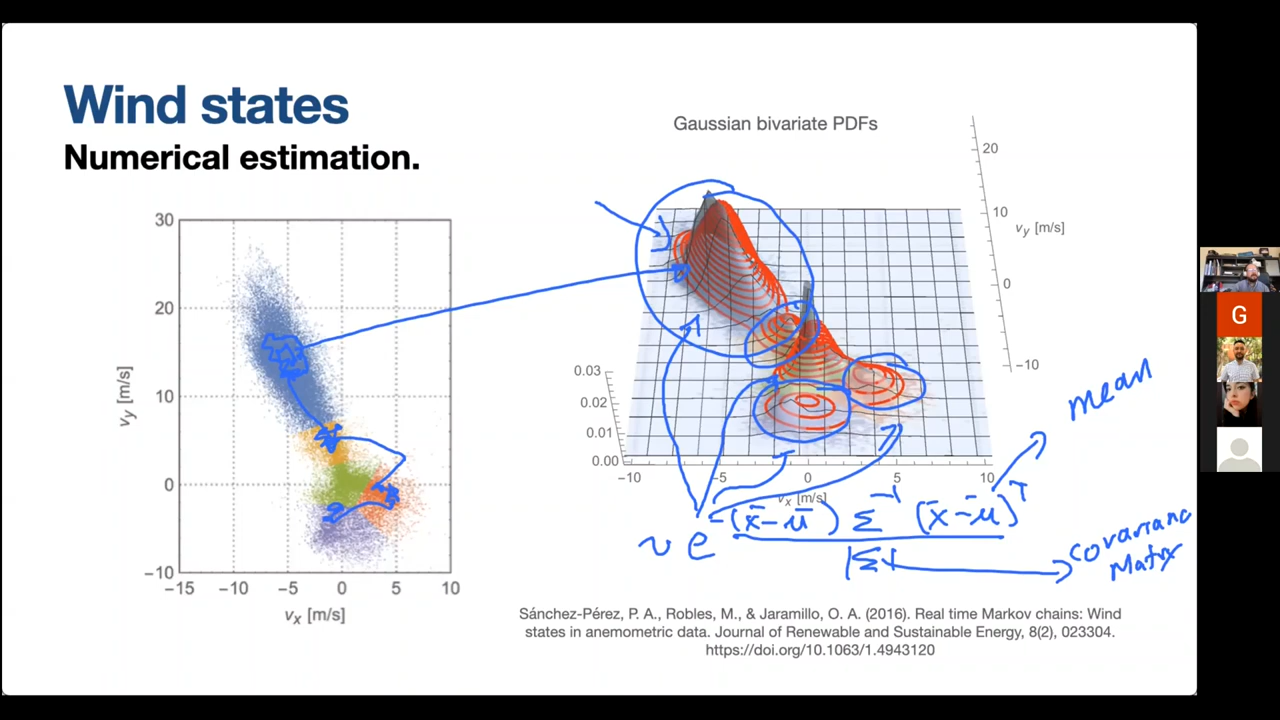 Wind states
Numerical estimation.
Gaussian bivariate PDFs
30
20
10
0
−10
−15
−10
−5
0
5
10
vy [m/s]
vx [m/s]
20
10
0
−10
vy [m/s]
0.03
0.02
0.01
0.00
−10
−5
0
5
10
vx [m/s]
mean
~ e -(x̄-μ̄) Σ⁻¹ (x̄-μ̄)ᵀ
|Σ|
covarianc
Matrix
Sánchez-Pérez, P. A., Robles, M., & Jaramillo, O. A. (2016). Real time Markov chains: Wind
states in anemometric data. Journal of Renewable and Sustainable Energy, 8(2), 023304.
https://doi.org/10.1063/1.4943120
G